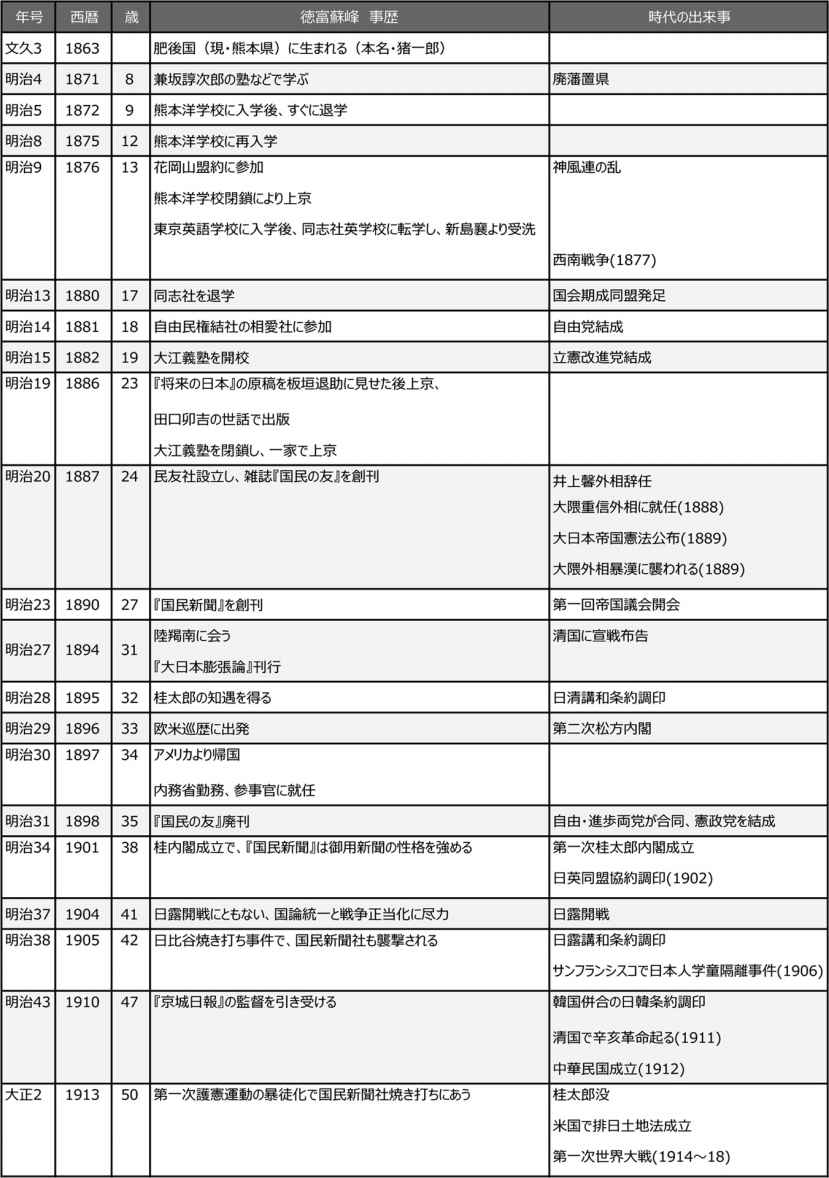 年号 西暦 歳 徳富蘇峰 事歴 時代の出来事
文久3 1863 肥後国（現・熊本県）に生まれる（本名・猪一郎）
明治4 1871 8 兼坂諄次郎の塾などで学ぶ 廃藩置県
明治5 1872 9 熊本洋学校に入学後、すぐに退学
明治8 1875 12 熊本洋学校に再入学
明治9 1876 13 花岡山盟約に参加 神風連の乱
熊本洋学校閉鎖により上京
東京英語学校に入学後、同志社英学校に転学し、新島襄より受洗
西南戦争(1877)
明治13 1880 17 同志社を退学 国会期成同盟発足
明治14 1881 18 自由民権結社の相愛社に参加 自由党結成
明治15 1882 19 大江義塾を開校 立憲改進党結成
明治19 1886 23 『将来の日本』の原稿を板垣退助に見せた後上京、
田口卯吉の世話で出版
大江義塾を閉鎖し、一家で上京
明治20 1887 24 民友社設立し、雑誌『国民の友』を創刊 井上馨外相辞任
大隈重信外相に就任(1888)
大日本帝国憲法公布(1889)
大隈外相暴漢に襲われる(1889)
明治23 1890 27 『国民新聞』を創刊 第一回帝国議会開会
明治27 1894 31 陸羯南に会う 清国に宣戦布告
『大日本膨張論』刊行
明治28 1895 32 桂太郎の知遇を得る 日清講和条約調印
明治29 1896 33 欧米巡歴に出発 第二次松方内閣
明治30 1897 34 アメリカより帰国
内務省勤務、参事官に就任
明治31 1898 35 『国民の友』廃刊 自由・進歩両党が合同、憲政党を結成
明治34 1901 38 桂内閣成立で、『国民新聞』は御用新聞の性格を強める 第一次桂太郎内閣成立
日英同盟協約調印(1902)
明治37 1904 41 日露開戦にともない、国論統一と戦争正当化に尽力 日露開戦
明治38 1905 42 日比谷焼き打ち事件で、国民新聞社も襲撃される 日露講和条約調印
サンフランシスコで日本人学童隔離事件(1906)
明治43 1910 47 『京城日報』の監督を引き受ける 韓国併合の日韓条約調印
清国で辛亥革命起る(1911)
中華民国成立(1912)
大正2 1913 50 第一次護憲運動の暴徒化で国民新聞社焼き打ちにあう 桂太郎没
米国で排日土地法成立
第一次世界大戦(1914～18)